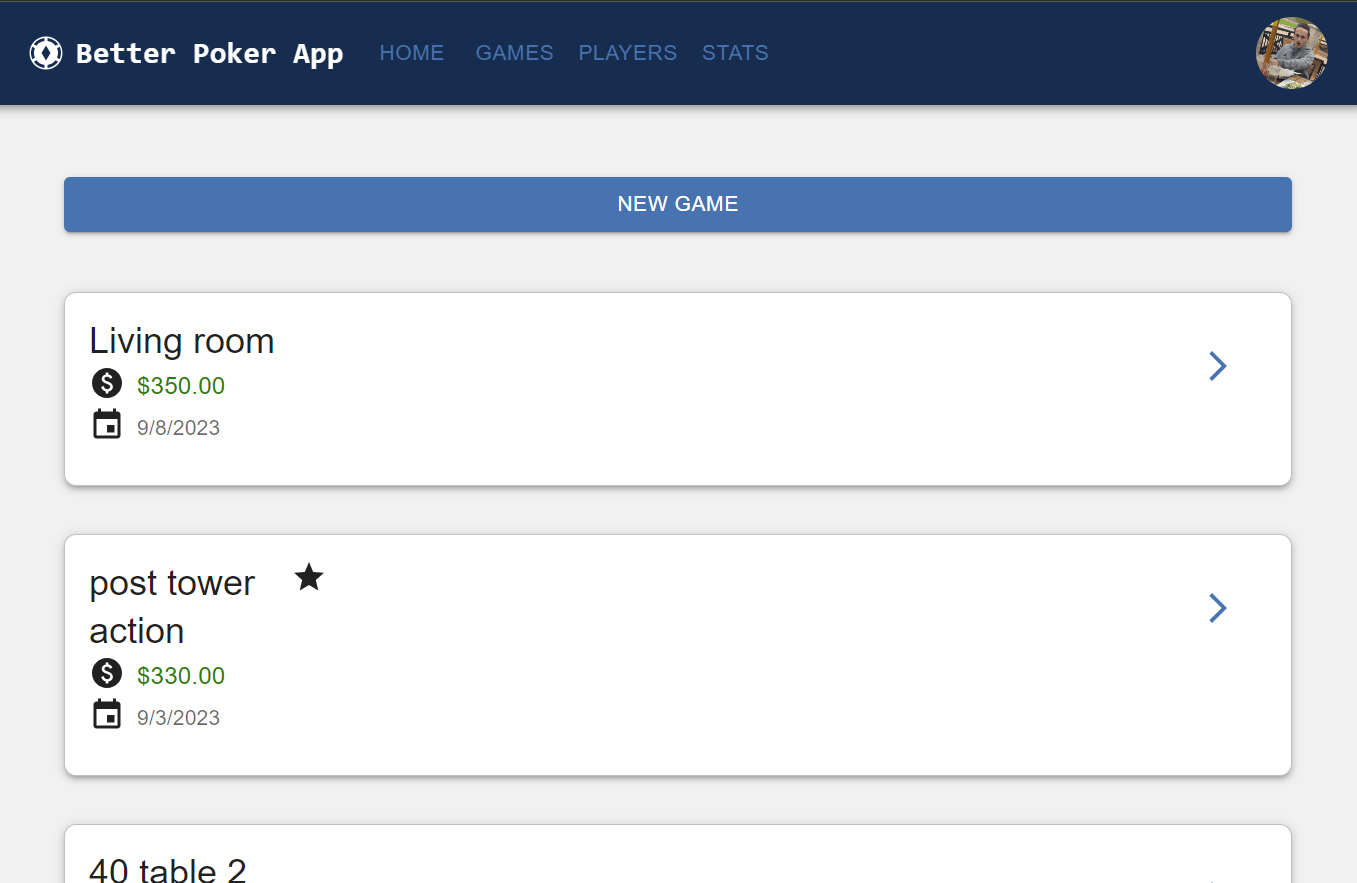 Better Poker App HOME GAMES PLAYERS STATS
NEW GAME
Living room
$350.00
9/8/2023
post tower
action
$330.00
9/3/2023
40 table 2